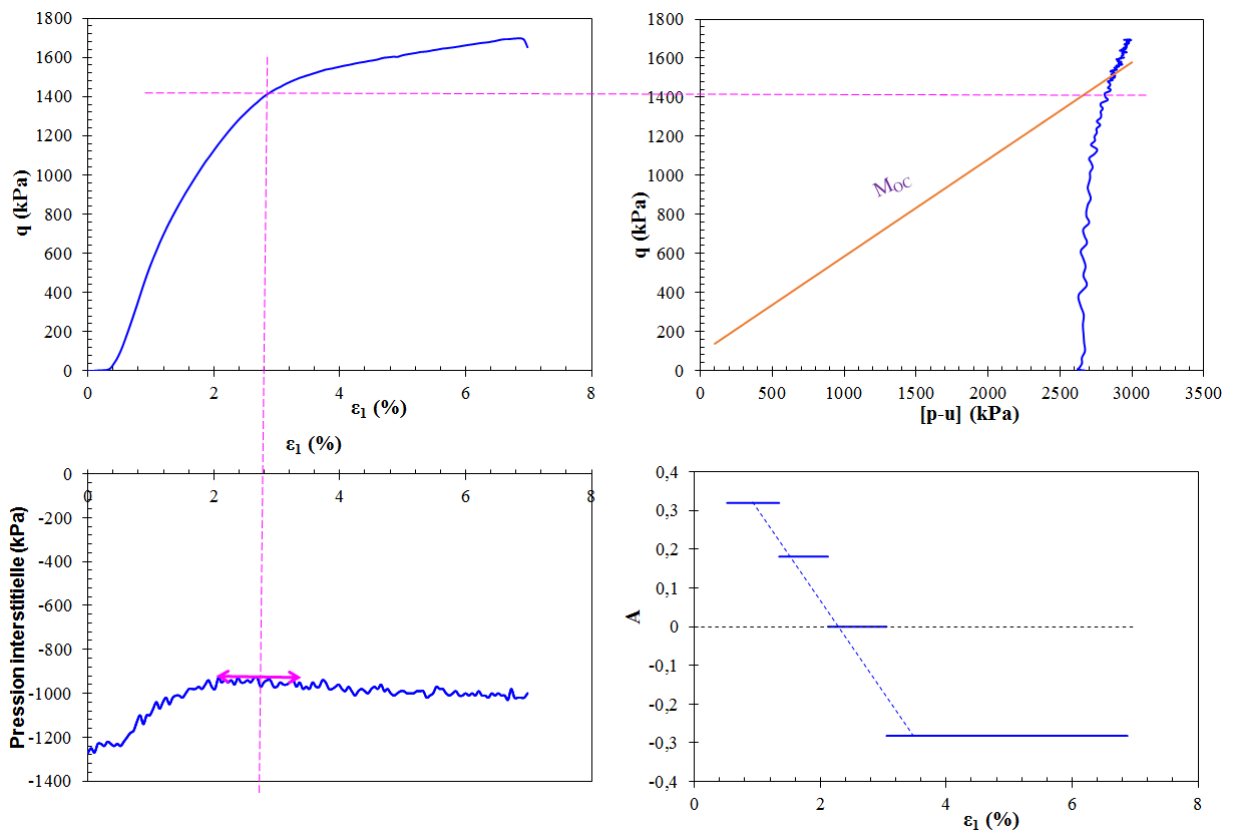 1800
1600
1400
1200
1000
800
600
400
200
0
q (kPa)
0 2 4 6 8
ε1 (%)
1800
1600
1400
1200
1000
800
600
400
200
0
q (kPa)
MOC
0 500 1000 1500 2000 2500 3000 3500
[p-u] (kPa)
ε1 (%)
0
-200
-400
-600
-800
-1000
-1200
-1400
Pression interstitielle (kPa)
0 2 4 6 8
0,4
0,3
0,2
0,1
0
-0,1
-0,2
-0,3
-0,4
A
0 2 4 6 8
ε1 (%)